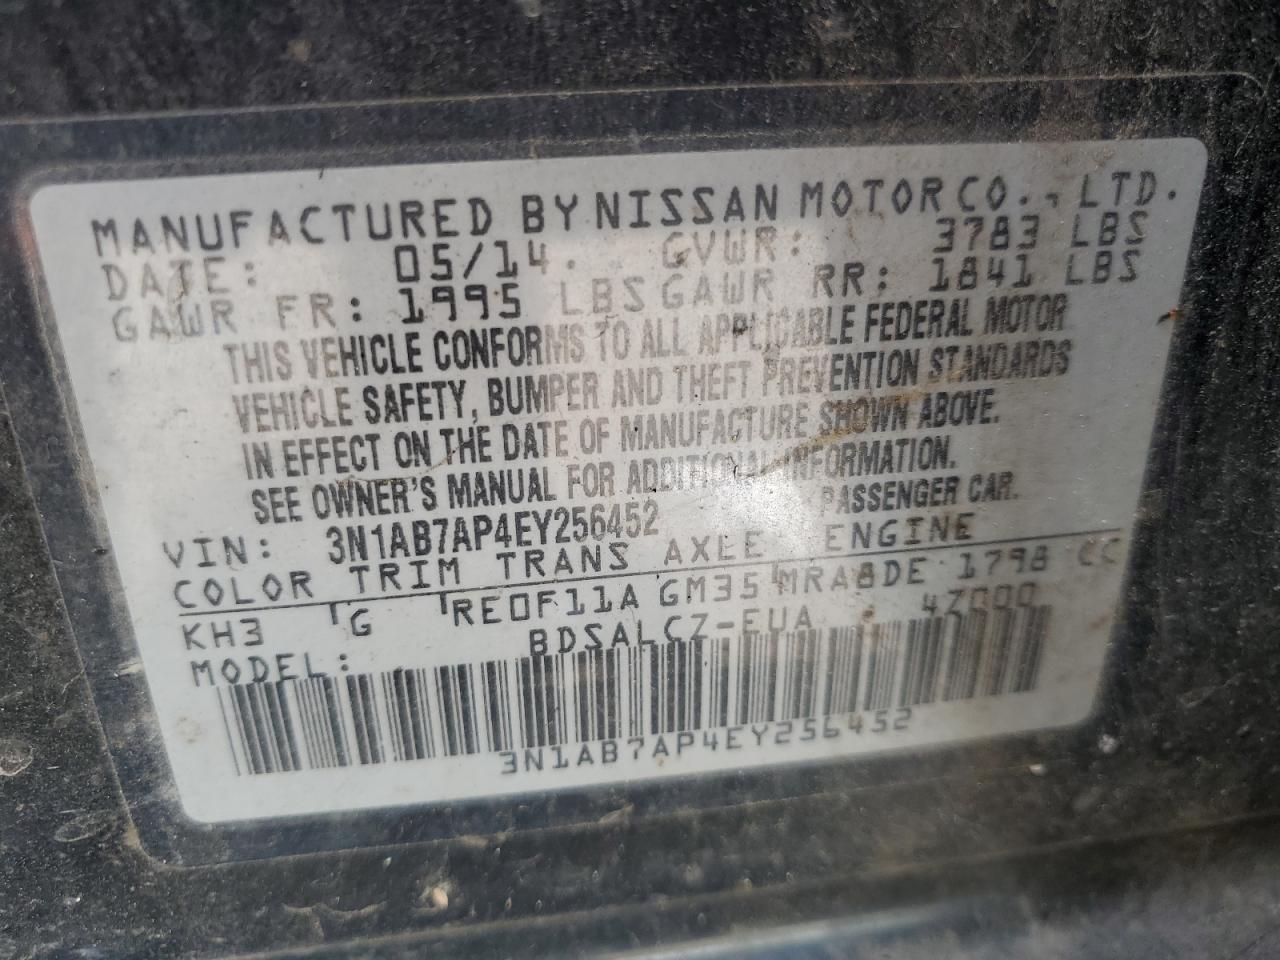 MANUFACTURED BY NISSAN MOTOR CO., LTD.
DATE: 05/14. GVWR: 3783 LBS
GAWR FR: 1995 LBS GAWR RR: 1841 LBS
THIS VEHICLE CONFORMS TO ALL APPLICABLE FEDERAL MOTOR
VEHICLE SAFETY, BUMPER AND THEFT PREVENTION STANDARDS
IN EFFECT ON THE DATE OF MANUFACTURE SHOWN ABOVE.
SEE OWNER'S MANUAL FOR ADDITIONAL INFORMATION.
VIN: 3N1AB7AP4EY256452 PASSENGER CAR.
COLOR TRIM TRANS AXLE ENGINE
KH3 G RE0F11A GM35 MRA8DE 1798 CC
MODEL: BDSALCZ-EUA 4Z000
3N1AB7AP4EY256452